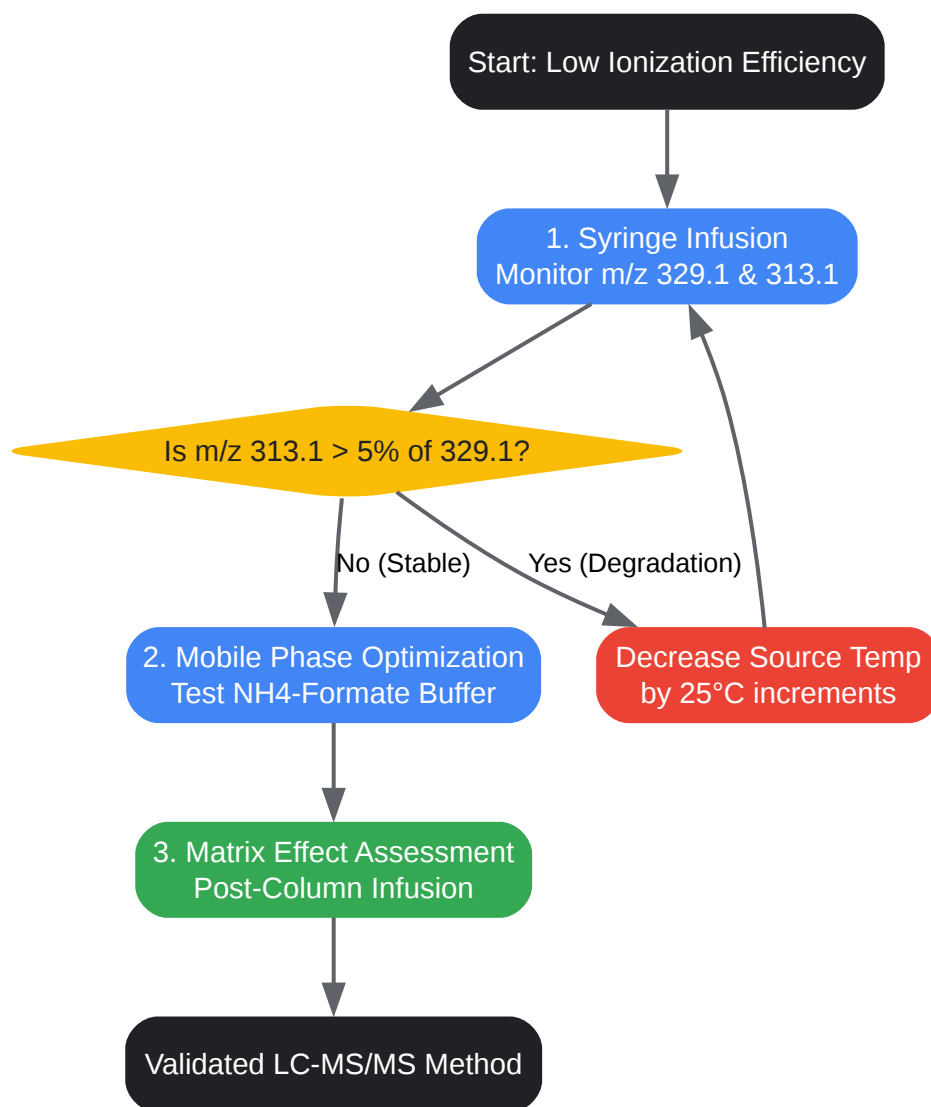 Start: Low Ionization Efficiency
1. Syringe Infusion
Monitor m/z 329.1 & 313.1
Is m/z 313.1 > 5% of 329.1?
No (Stable)
Yes (Degradation)
2. Mobile Phase Optimization
Test NH4-Formate Buffer
Decrease Source Temp
by 25°C increments
3. Matrix Effect Assessment
Post-Column Infusion
Validated LC-MS/MS Method